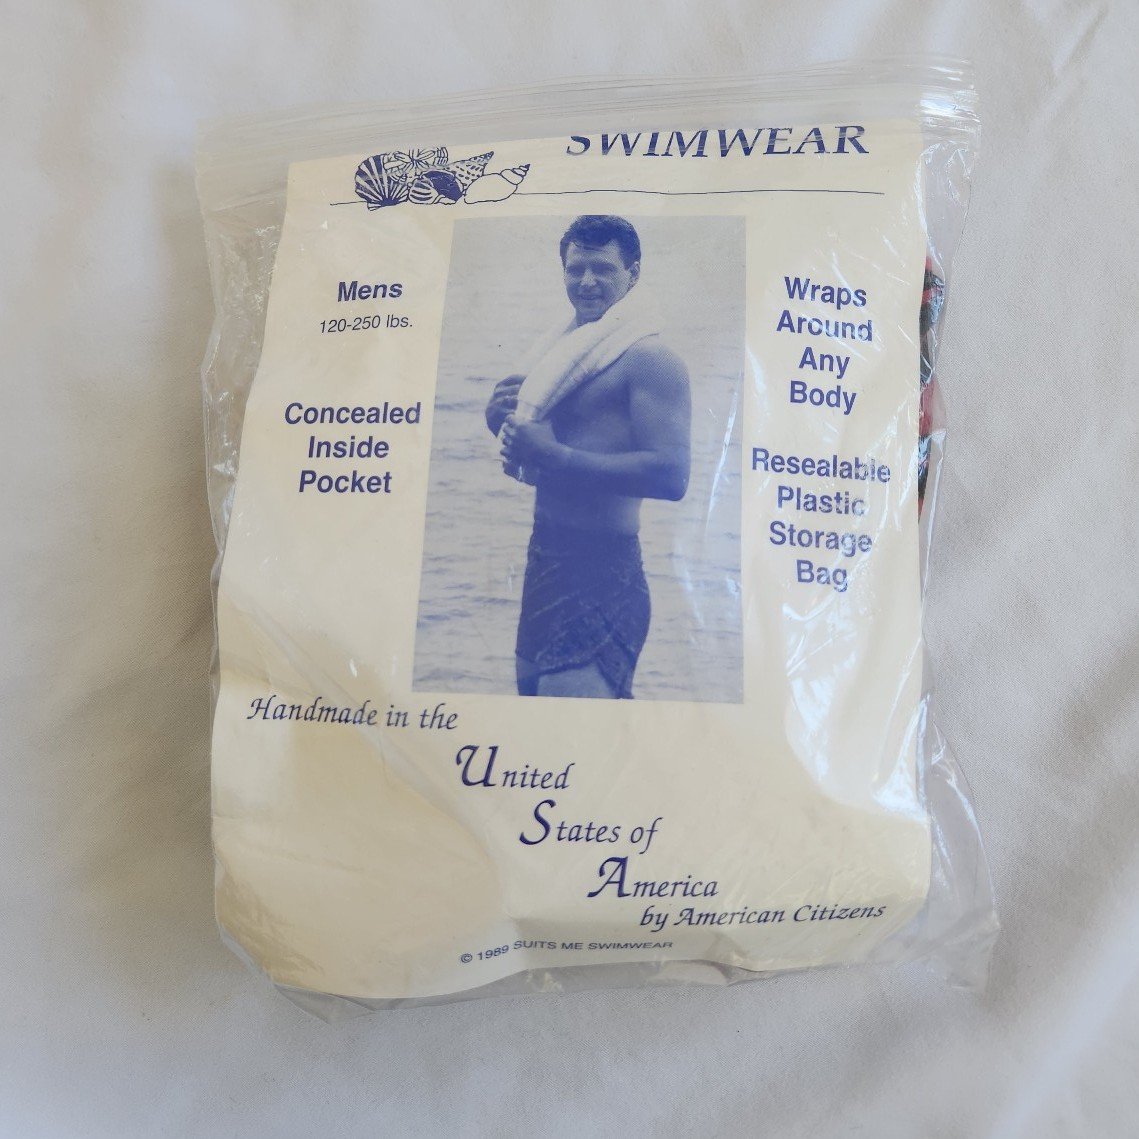 SWIMWEAR
Mens
120-250 lbs.
Concealed
Inside
Pocket
Wraps
Around
Any
Body
Resealable
Plastic
Storage
Bag
Handmade in the
United
States of
America
by American Citizens
© 1989 SUITS ME SWIMWEAR